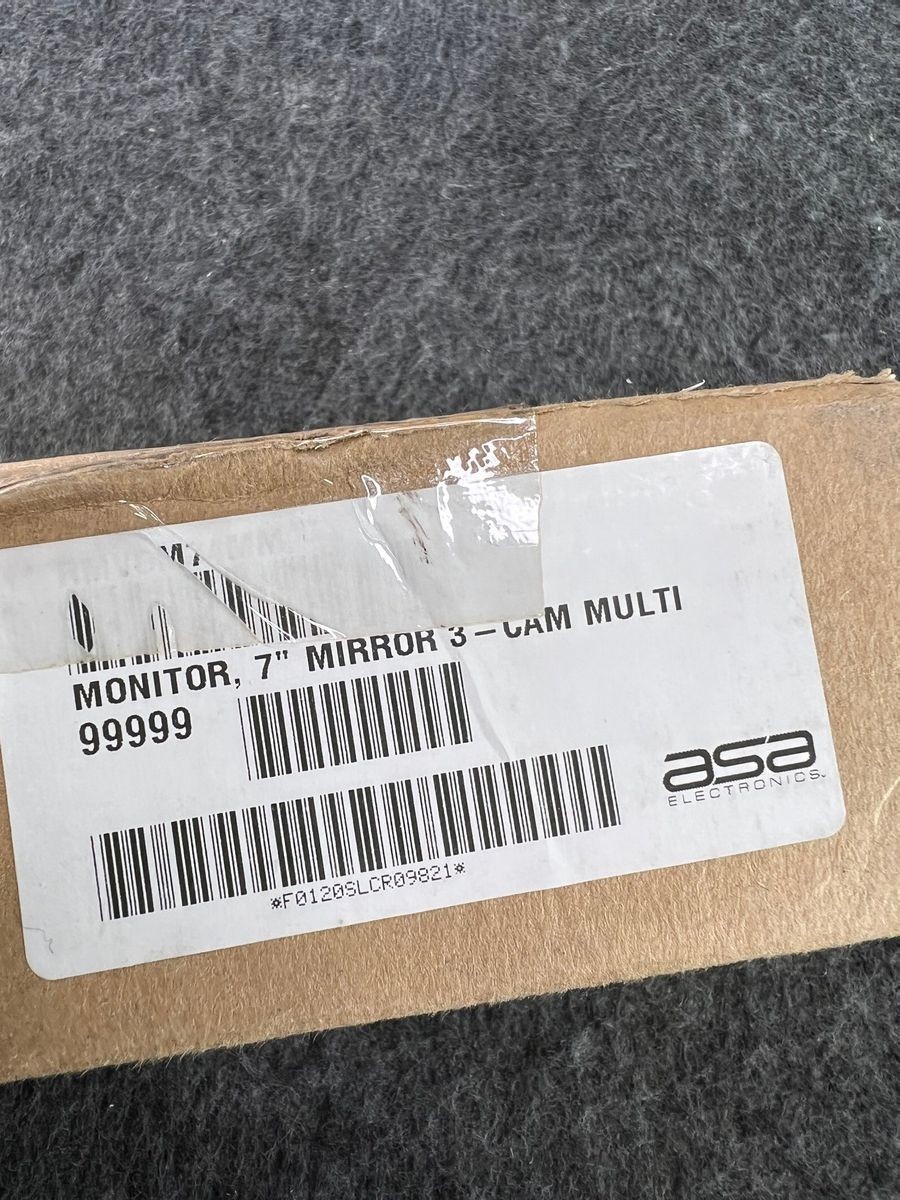 MONITOR, 7" MIRROR 3-CAM MULTI
99999
*F0120SLCR09821*
asa
ELECTRONICS